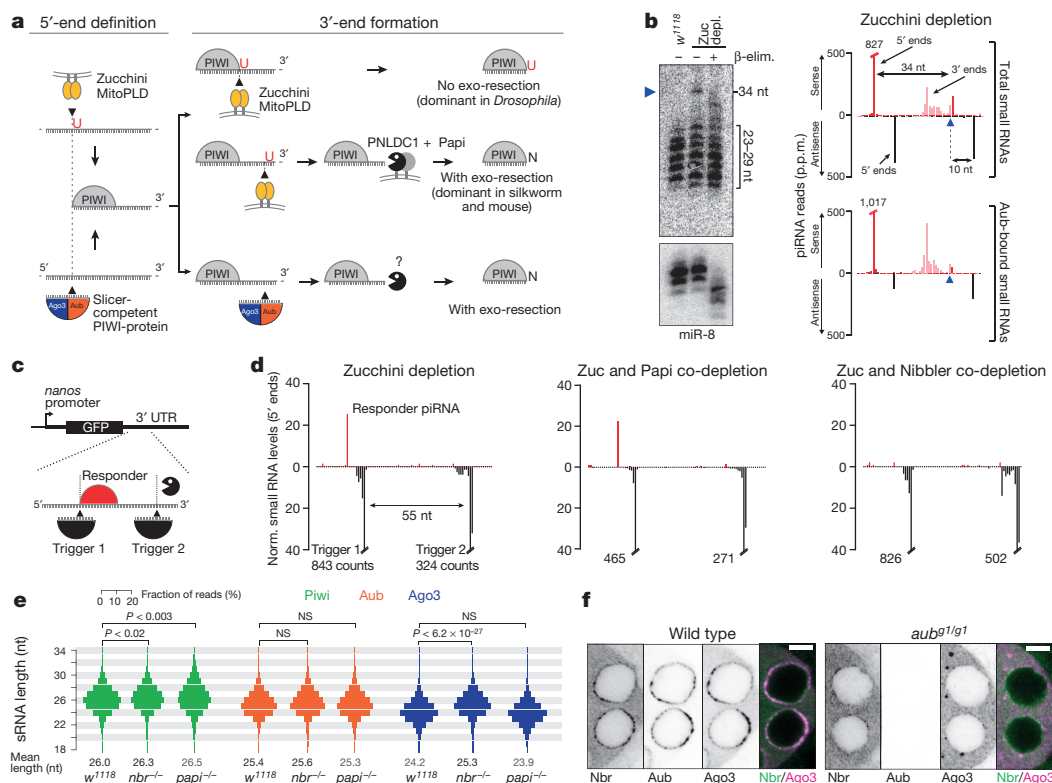 a
5′-end definition
3′-end formation
Zucchini
MitoPLD
U
PIWI
3′
5′
3′
Ago3
Aub
Slicer-
competent
PIWI-protein
PIWI
U
3′
Zucchini
MitoPLD
PIWI
U
No exo-resection
(dominant in Drosophila)
PIWI
U
3′
PNLDC1 + Papi
PIWI
PIWI
N
With exo-resection
(dominant in silkworm
and mouse)
PIWI
3′
Ago3
Aub
PIWI
?
PIWI
N
With exo-resection
b
w1118
Zuc
depl.
– – +
β-elim.
34 nt
23–29 nt
miR-8
Zucchini depletion
piRNA reads (p.p.m.)
500
827
5′ ends
34 nt
3′ ends
Sense
0
Antisense
5′ ends
10 nt
500
Total small RNAs
500
1,017
Sense
0
Antisense
500
Aub-bound small RNAs
c
nanos
promoter
GFP
3′ UTR
Responder
5′
3′
Trigger 1
Trigger 2
d
Norm. small RNA levels (5′ ends)
Zucchini depletion
40
20
0
20
40
Responder piRNA
55 nt
Trigger 1
843 counts
Trigger 2
324 counts
Zuc and Papi co-depletion
40
20
0
20
40
465
271
Zuc and Nibbler co-depletion
40
20
0
20
40
826
502
e
0 10 20
Fraction of reads (%)
Piwi
Aub
Ago3
P < 0.003
P < 0.02
NS
NS
NS
P < 6.2 × 10−27
sRNA length (nt)
34
30
26
22
18
Mean
length (nt)
26.0 26.3 26.5 25.4 25.6 25.3 24.2 25.3 23.9
w1118 nbr−/− papi−/− w1118 nbr−/− papi−/− w1118 nbr−/− papi−/−
f
Wild type
aubg1/g1
Nbr Aub Ago3 Nbr/Ago3
Nbr Aub Ago3 Nbr/Ago3